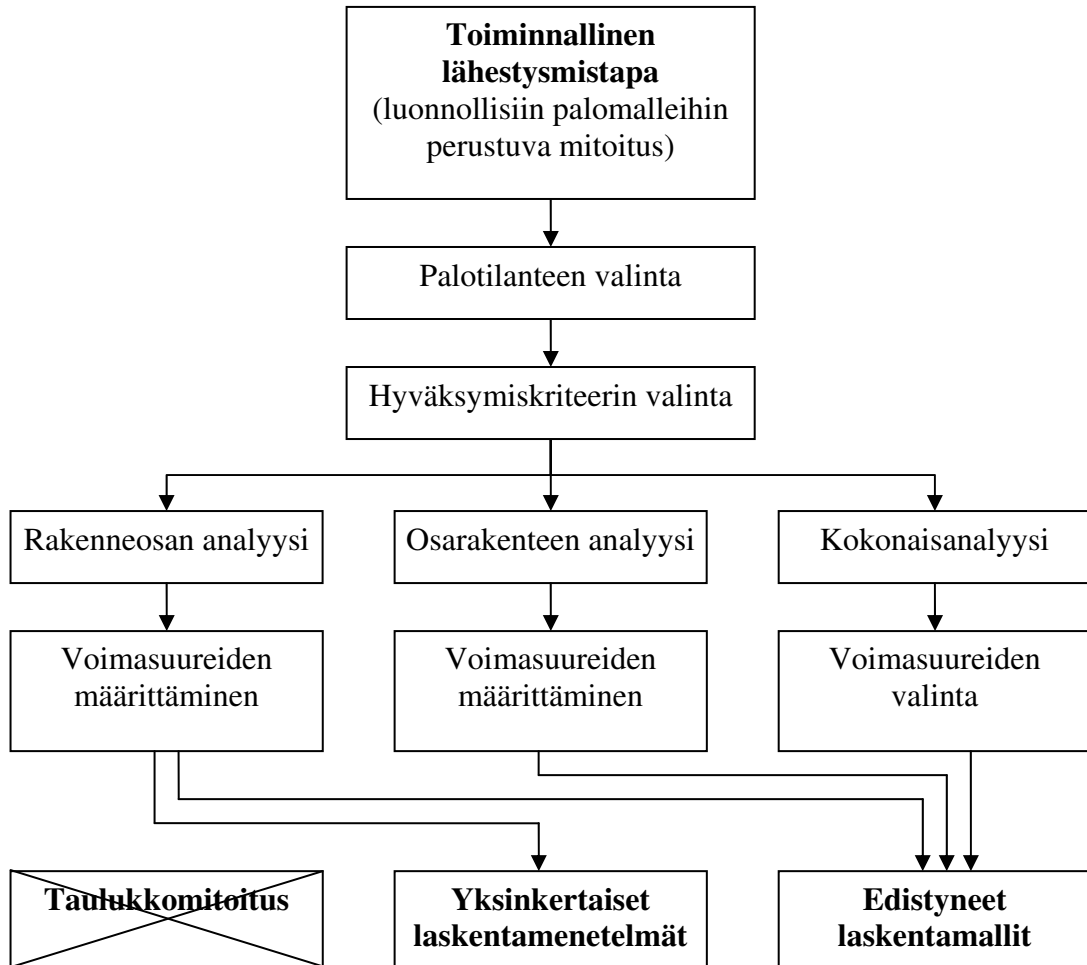 Toiminnallinen
lähestysmistapa
(luonnollisiin palomalleihin
perustuva mitoitus)
Palotilanteen valinta
Hyväksymiskriteerin valinta
Rakenneosan analyysi
Osarakenteen analyysi
Kokonaisanalyysi
Voimasuureiden
määrittäminen
Voimasuureiden
määrittäminen
Voimasuureiden
valinta
Taulukkomitoitus
Yksinkertaiset
laskentamenetelmät
Edistyneet
laskentamallit